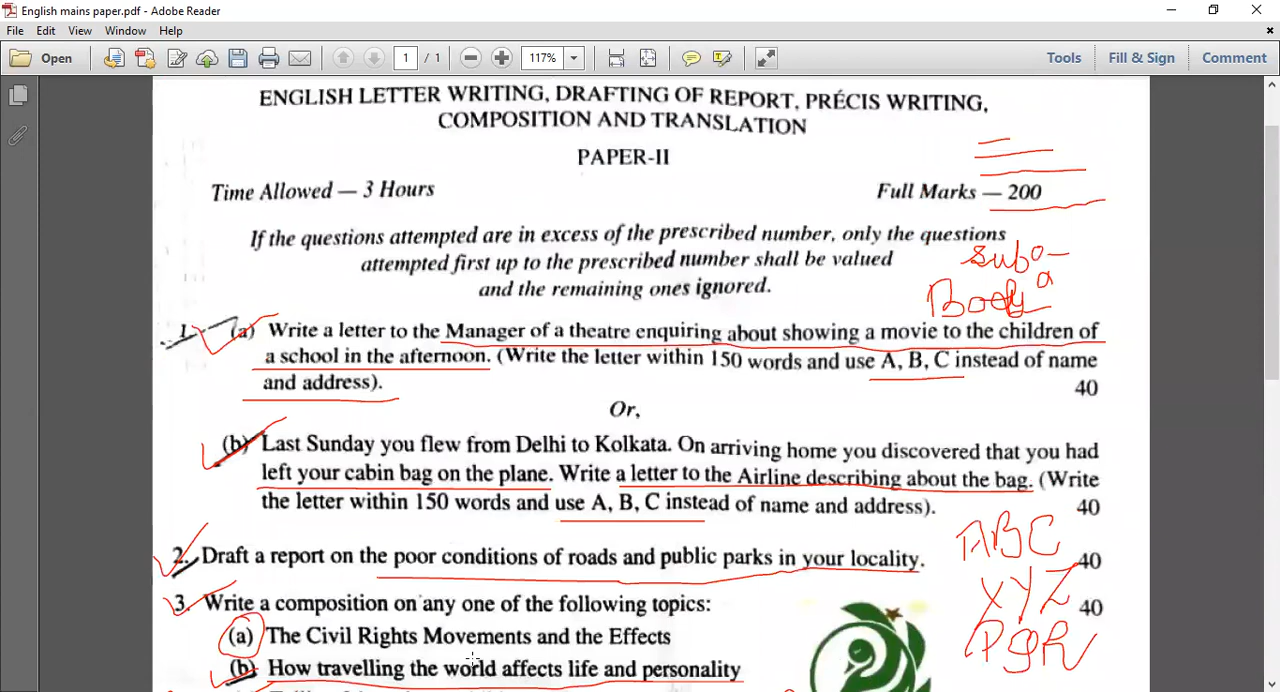 English mains paper.pdf - Adobe Reader
File Edit View Window Help
Open 1 / 1 117% Tools Fill & Sign Comment
ENGLISH LETTER WRITING, DRAFTING OF REPORT, PRÉCIS WRITING,
COMPOSITION AND TRANSLATION
PAPER-II
Time Allowed — 3 Hours Full Marks — 200
If the questions attempted are in excess of the prescribed number, only the questions
attempted first up to the prescribed number shall be valued
and the remaining ones ignored.
Sub
Body
1. (a) Write a letter to the Manager of a theatre enquiring about showing a movie to the children of
a school in the afternoon. (Write the letter within 150 words and use A, B, C instead of name
and address). 40
Or,
(b) Last Sunday you flew from Delhi to Kolkata. On arriving home you discovered that you had
left your cabin bag on the plane. Write a letter to the Airline describing about the bag. (Write
the letter within 150 words and use A, B, C instead of name and address). 40
ABC
2. Draft a report on the poor conditions of roads and public parks in your locality. 40
XYZ
3. Write a composition on any one of the following topics: 40
(a) The Civil Rights Movements and the Effects
PQR
(b) How travelling the world affects life and personality